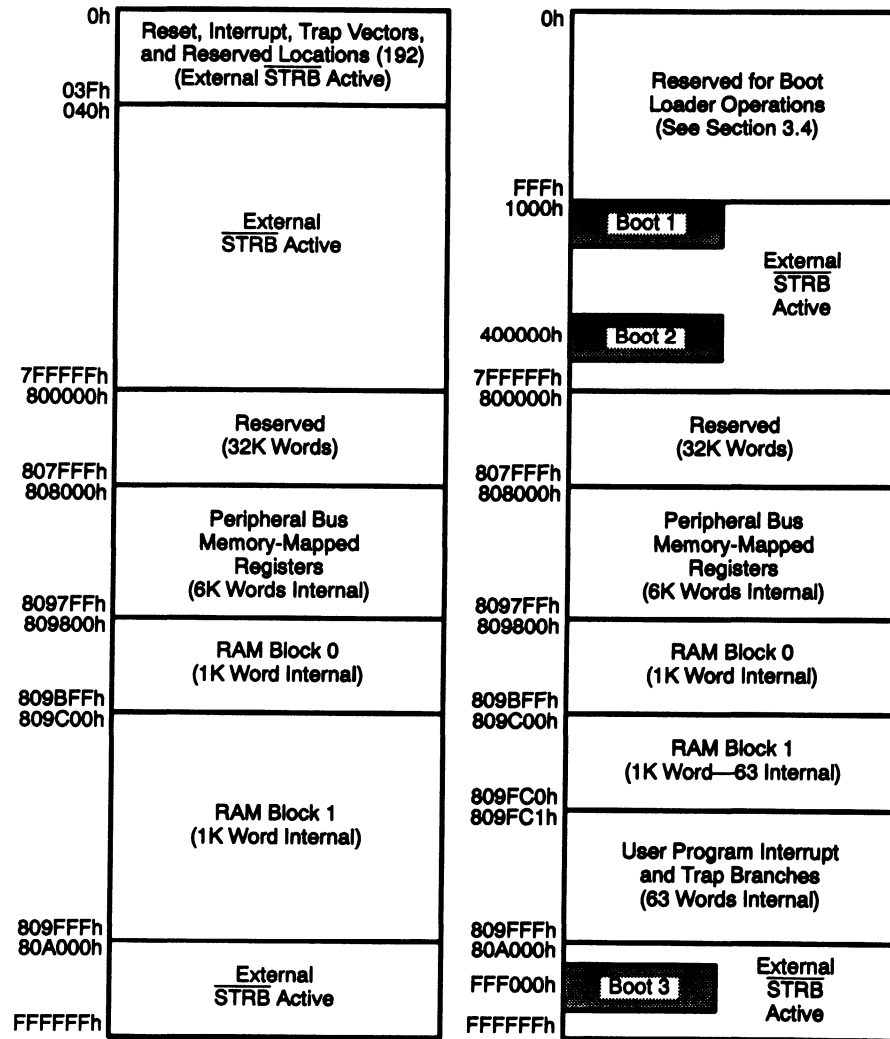 0h
Reset, Interrupt, Trap Vectors,
and Reserved Locations (192)
(External STRB Active)
03Fh
040h
External
STRB Active
7FFFFFh
800000h
Reserved
(32K Words)
807FFFh
808000h
Peripheral Bus
Memory-Mapped
Registers
(6K Words Internal)
8097FFh
809800h
RAM Block 0
(1K Word Internal)
809BFFh
809C00h
RAM Block 1
(1K Word Internal)
809FFFh
80A000h
External
STRB Active
FFFFFFh
0h
Reserved for Boot
Loader Operations
(See Section 3.4)
FFFh
1000h
Boot 1
External
STRB
Active
400000h
Boot 2
7FFFFFh
800000h
Reserved
(32K Words)
807FFFh
808000h
Peripheral Bus
Memory-Mapped
Registers
(6K Words Internal)
8097FFh
809800h
RAM Block 0
(1K Word Internal)
809BFFh
809C00h
RAM Block 1
(1K Word—63 Internal)
809FC0h
809FC1h
User Program Interrupt
and Trap Branches
(63 Words Internal)
809FFFh
80A000h
FFF000h
Boot 3
External
STRB
Active
FFFFFFh